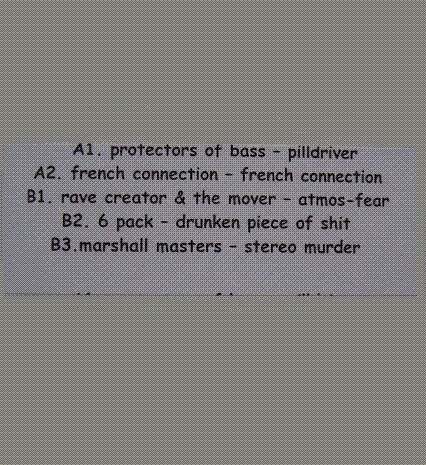 A1. protectors of bass - pilldriver
A2. french connection - french connection
B1. rave creator & the mover - atmos-fear
B2. 6 pack - drunken piece of shit
B3.marshall masters - stereo murder